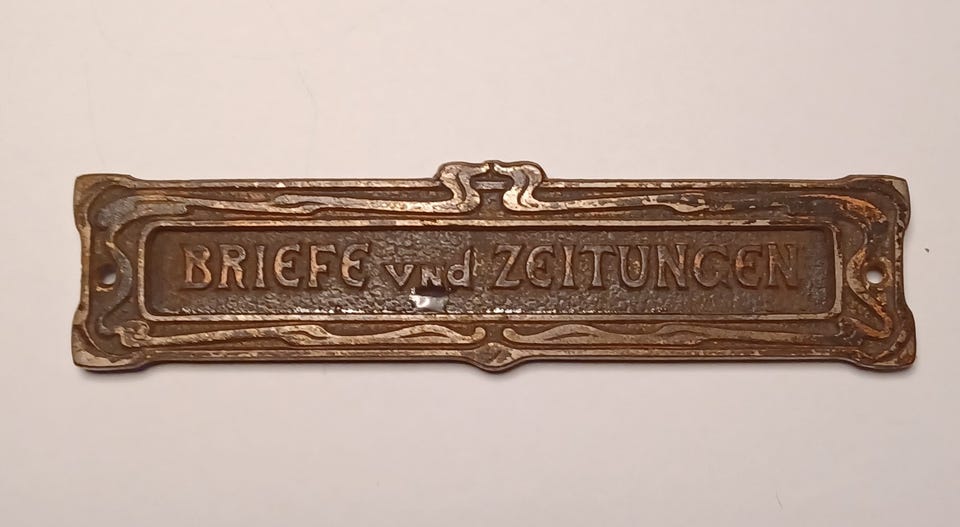 BRIEFE vnd ZEITUNGEN